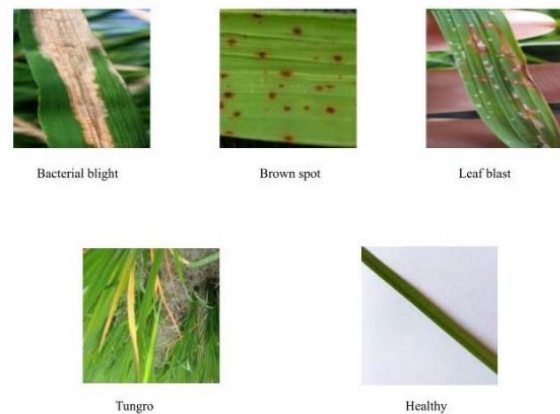 Bacterial blight
Brown spot
Leaf blast
Tungro
Healthy